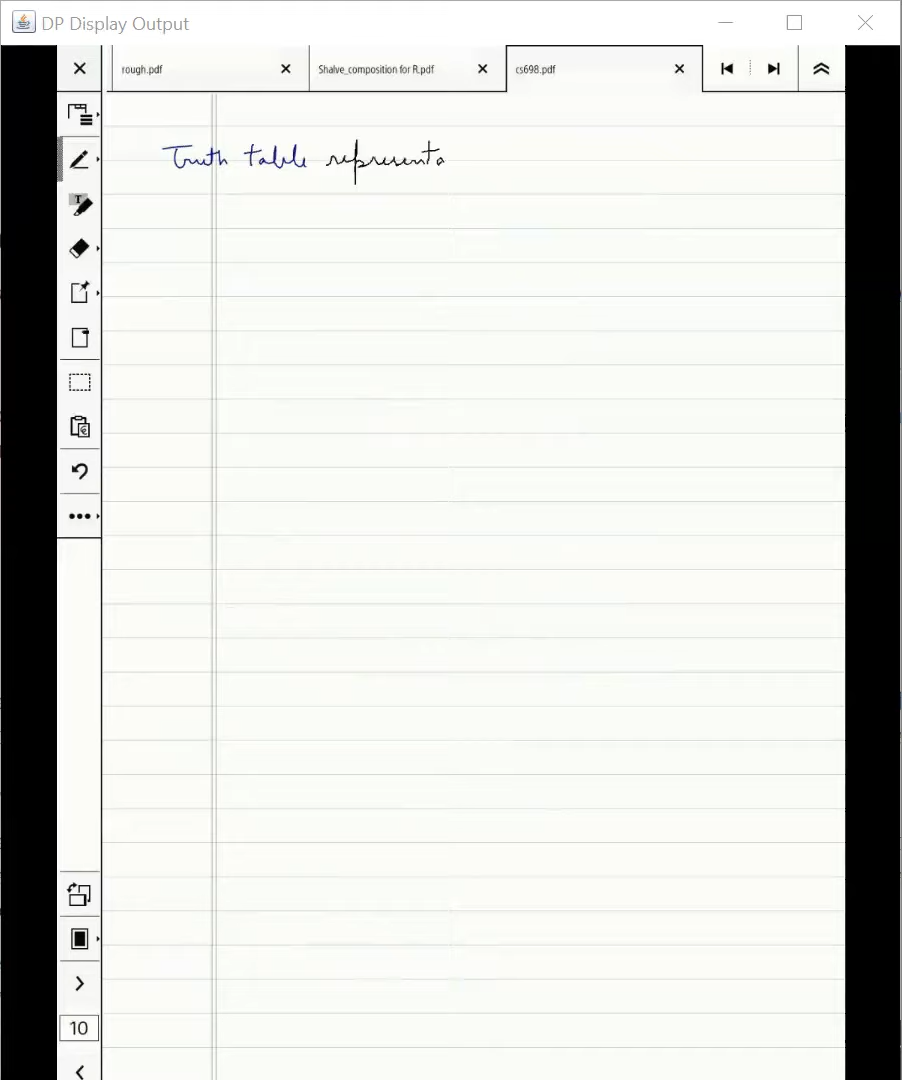 DP Display Output
rough.pdf Shalve_composition for R.pdf cs698.pdf
Truth table representa
10